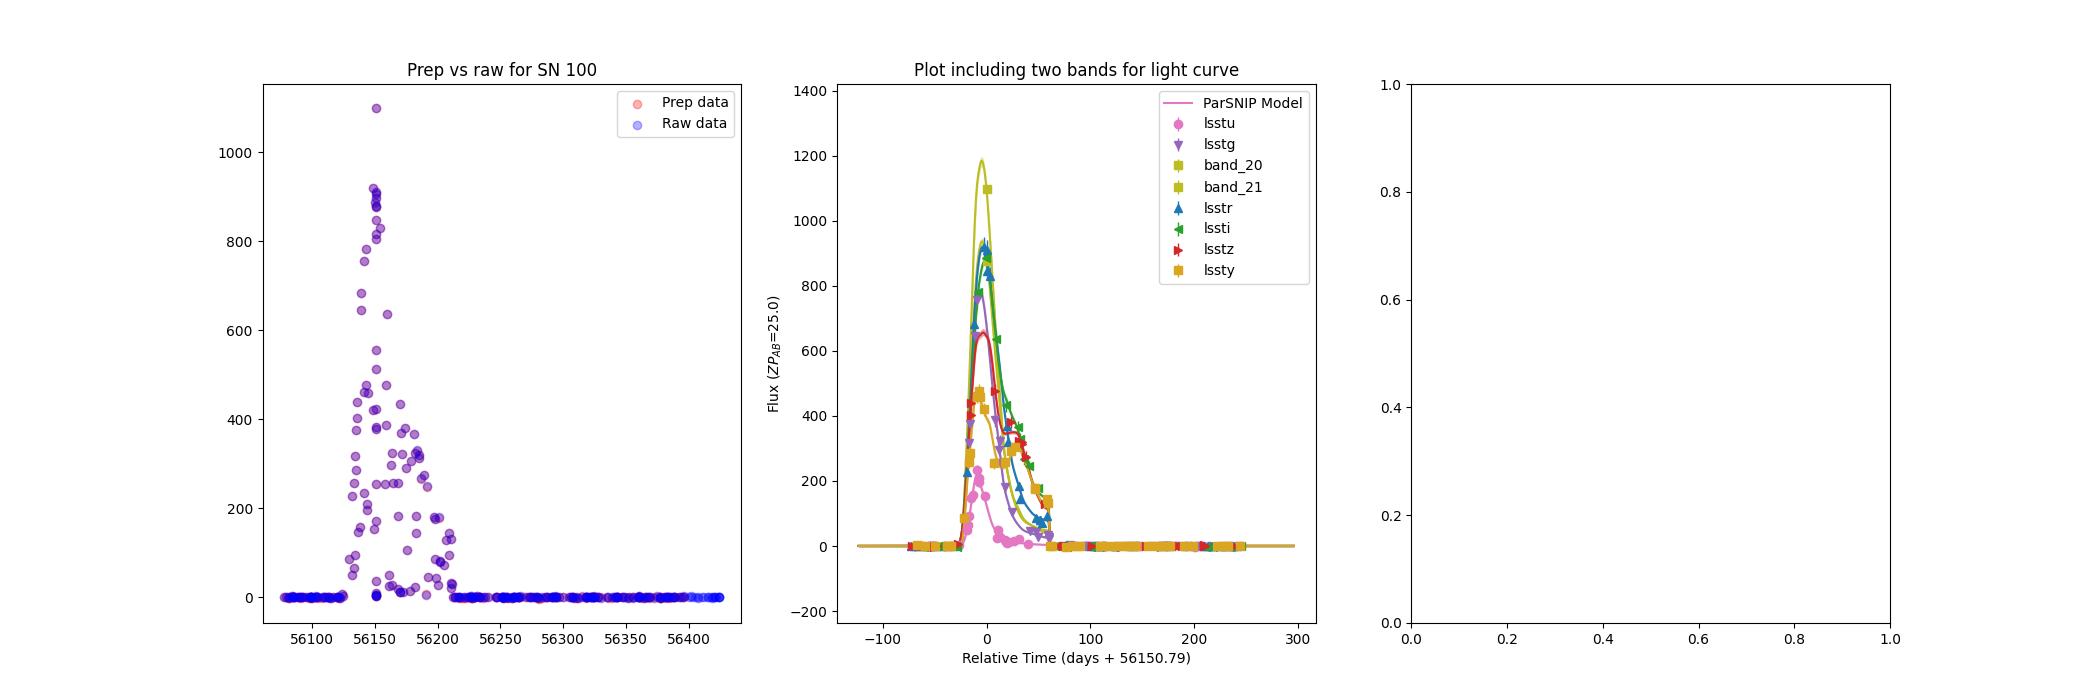 Prep vs raw for SN 100
Prep data
Raw data
1000
800
600
400
200
0
56100 56150 56200 56250 56300 56350 56400
Plot including two bands for light curve
ParSNIP Model
lsstu
lsstg
band_20
band_21
lsstr
lssti
lsstz
lssty
1400
1200
1000
800
600
400
200
0
−200
Flux (ZP_AB=25.0)
−100 0 100 200 300
Relative Time (days + 56150.79)
1.0
0.8
0.6
0.4
0.2
0.0
0.0 0.2 0.4 0.6 0.8 1.0